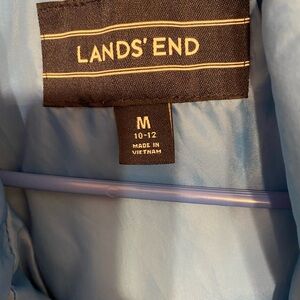 LANDS' END
M
10-12
MADE IN
VIETNAM